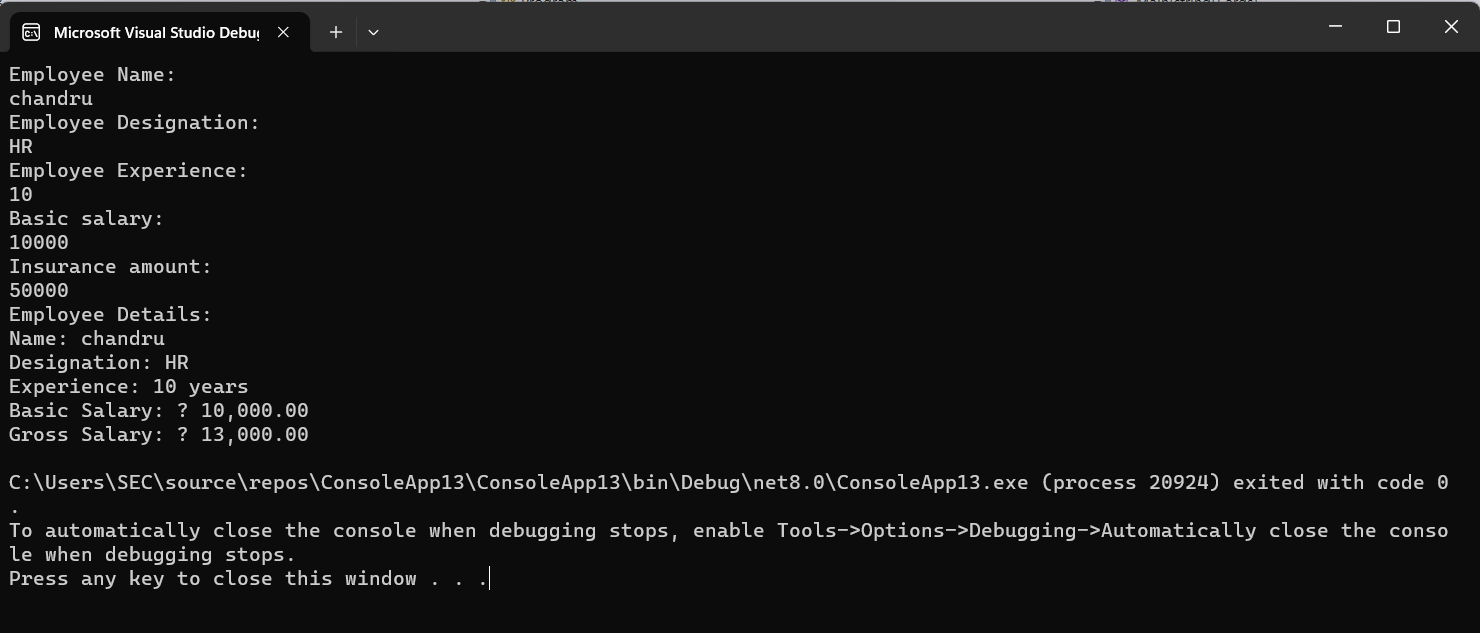 Microsoft Visual Studio Debug
Employee Name:
chandru
Employee Designation:
HR
Employee Experience:
10
Basic salary:
10000
Insurance amount:
50000
Employee Details:
Name: chandru
Designation: HR
Experience: 10 years
Basic Salary: ? 10,000.00
Gross Salary: ? 13,000.00
C:\Users\SEC\source\repos\ConsoleApp13\ConsoleApp13\bin\Debug\net8.0\ConsoleApp13.exe (process 20924) exited with code 0
.
To automatically close the console when debugging stops, enable Tools->Options->Debugging->Automatically close the conso
le when debugging stops.
Press any key to close this window . . .